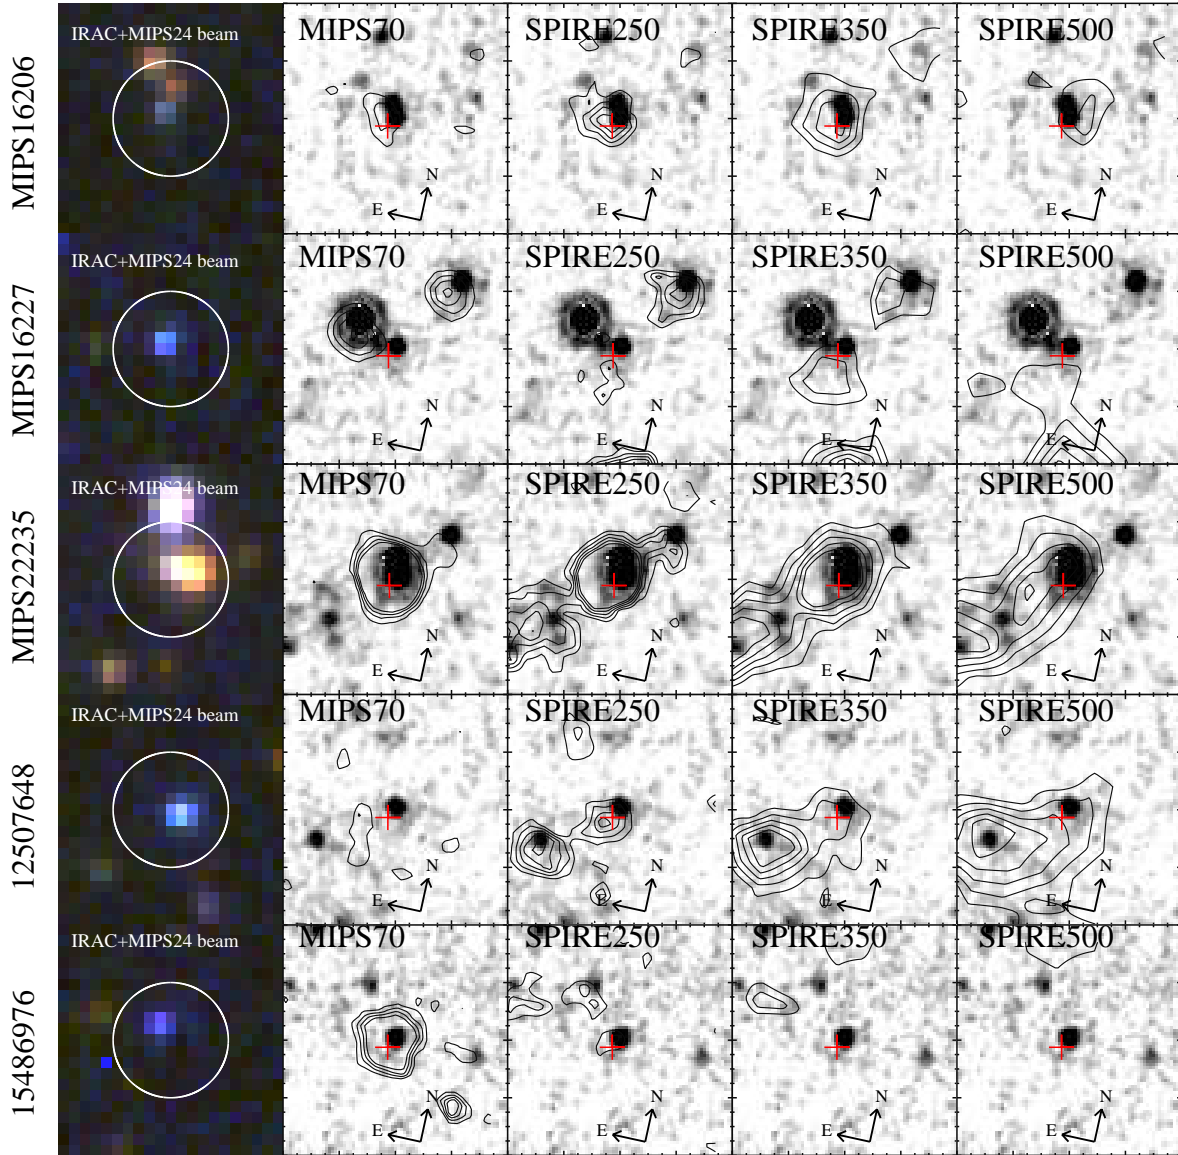 MIPS16206
IRAC+MIPS24 beam
MIPS70
SPIRE250
SPIRE350
SPIRE500
N
E
N
E
N
E
N
E
MIPS16227
IRAC+MIPS24 beam
MIPS70
SPIRE250
SPIRE350
SPIRE500
N
E
N
E
N
E
N
E
MIPS22235
IRAC+MIPS24 beam
MIPS70
SPIRE250
SPIRE350
SPIRE500
N
E
N
E
N
E
N
E
12507648
IRAC+MIPS24 beam
MIPS70
SPIRE250
SPIRE350
SPIRE500
N
E
N
E
N
E
N
E
15486976
IRAC+MIPS24 beam
MIPS70
SPIRE250
SPIRE350
SPIRE500
N
E
N
E
N
E
N
E